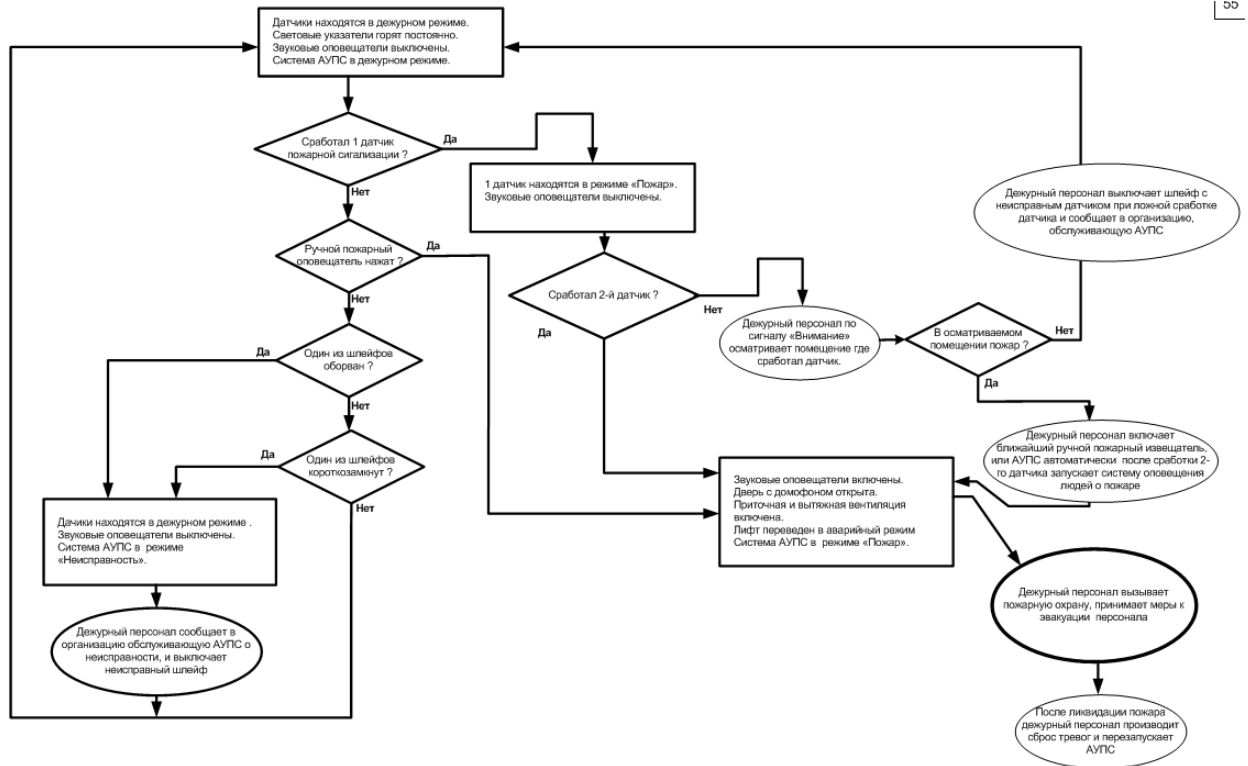 55
Датчики находятся в дежурном режиме.
Световые указатели горят постоянно.
Звуковые оповещатели выключены.
Система АУПС в дежурном режиме.
Сработал 1 датчик
пожарной сигализации ?
Да
Нет
1 датчик находятся в режиме «Пожар».
Звуковые оповещатели выключены.
Дежурный персонал выключает шлейф с
неисправным датчиком при ложной сработке
датчика и сообщает в организацию,
обслуживающую АУПС
Ручной пожарный
оповещатель нажат ?
Да
Нет
Сработал 2-й датчик ?
Да
Нет
Дежурный персонал по
сигналу «Внимание»
осматривает помещение где
сработал датчик.
В осматриваемом
помещении пожар ?
Нет
Да
Один из шлейфов
оборван ?
Да
Нет
Один из шлейфов
короткозамкнут ?
Да
Нет
Дежурный персонал включает
ближайший ручной пожарный извещатель,
или АУПС автоматически после сработки 2-
го датчика запускает систему оповещения
людей о пожаре
Звуковые оповещатели включены.
Дверь с домофоном открыта.
Приточная и вытяжная вентиляция
включена.
Лифт переведен в аварийный режим
Система АУПС в режиме «Пожар».
Дачики находятся в дежурном режиме .
Звуковые оповещатели выключены.
Система АУПС в режиме
«Неисправность».
Дежурный персонал сообщает в
организацию обслуживающую АУПС о
неисправности, и выключает
неисправный шлейф
Дежурный персонал вызывает
пожарную охрану, принимает меры к
эвакуации персонала
После ликвидации пожара
дежурный персонал производит
сброс тревог и перезапускает
АУПС